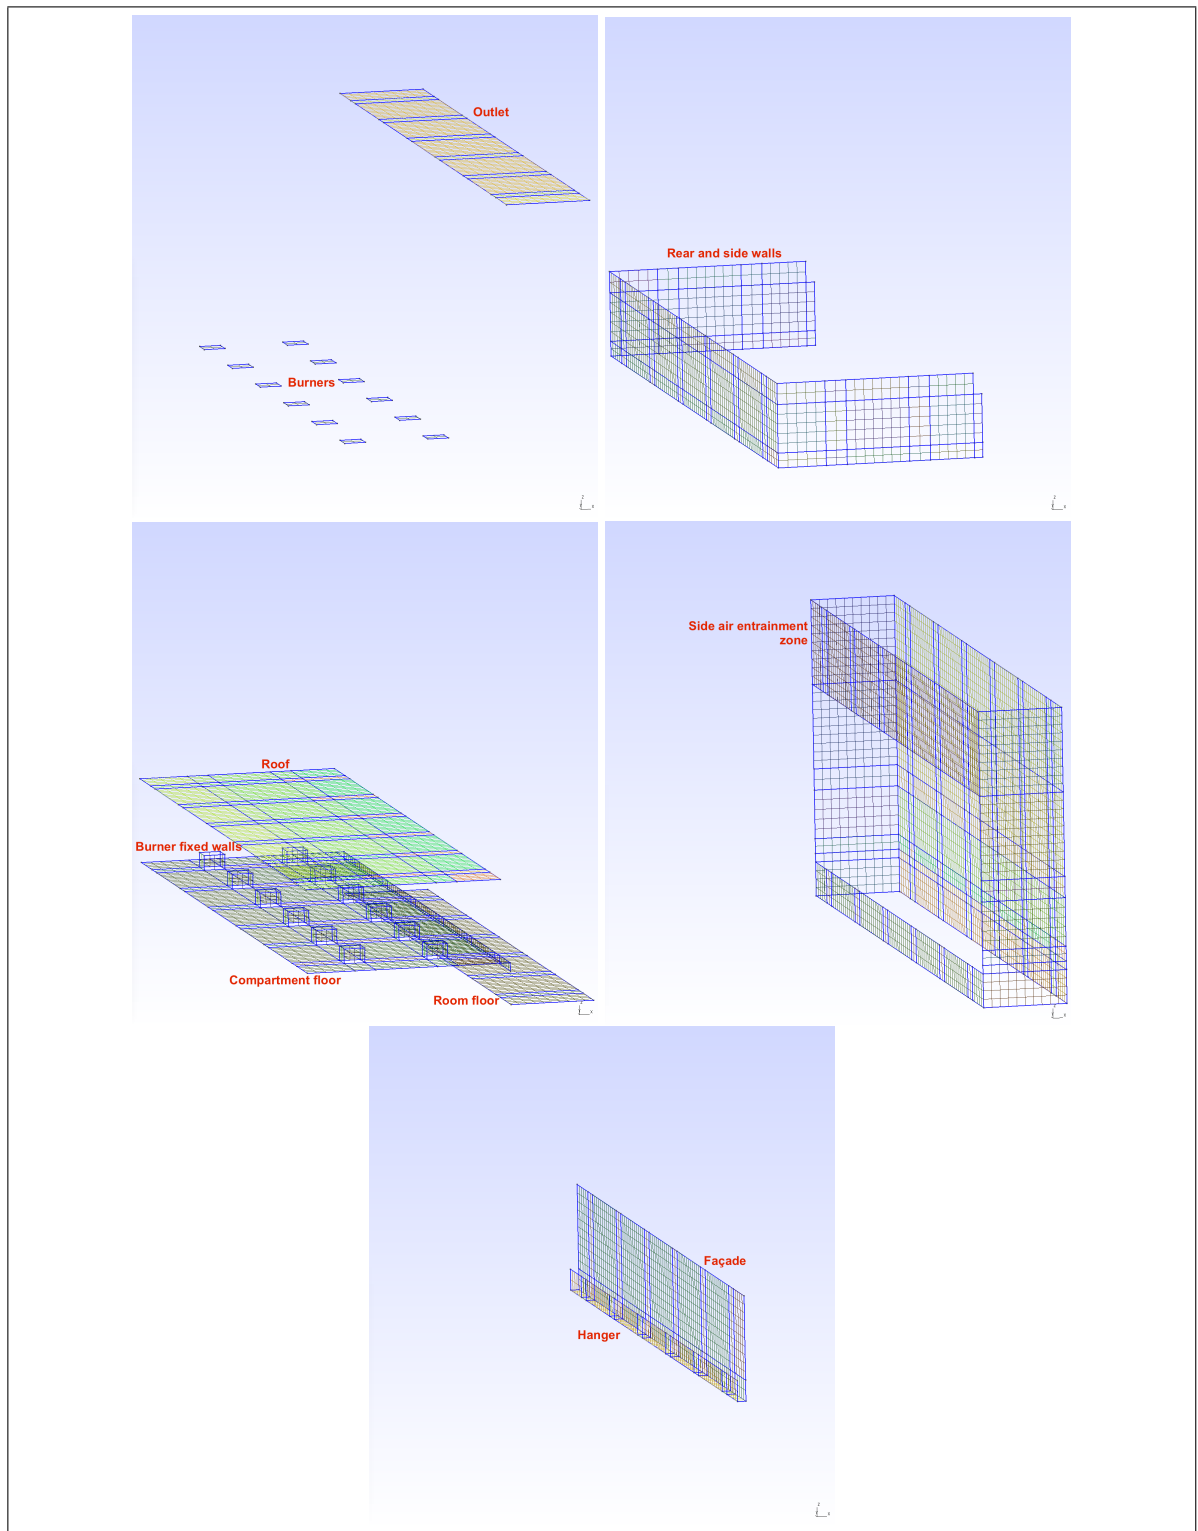 Outlet
Burners
Rear and side walls
Roof
Burner fixed walls
Compartment floor
Room floor
Side air entrainment
zone
Façade
Hanger